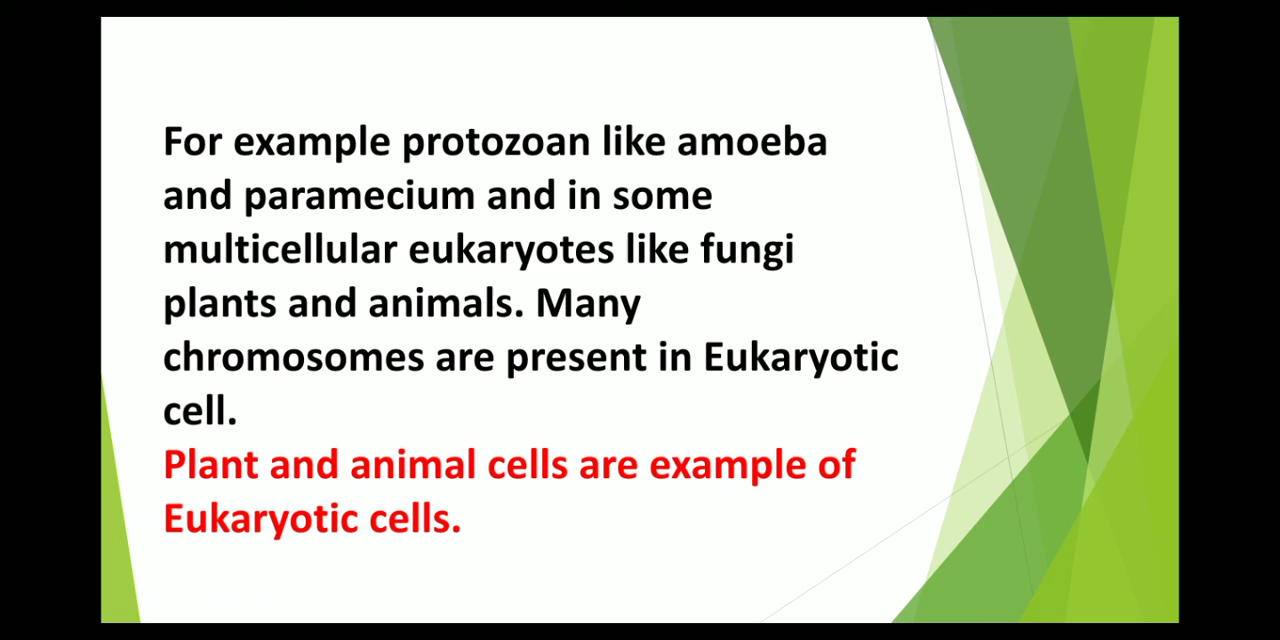 For example protozoan like amoeba
and paramecium and in some
multicellular eukaryotes like fungi
plants and animals. Many
chromosomes are present in Eukaryotic
cell.
Plant and animal cells are example of
Eukaryotic cells.